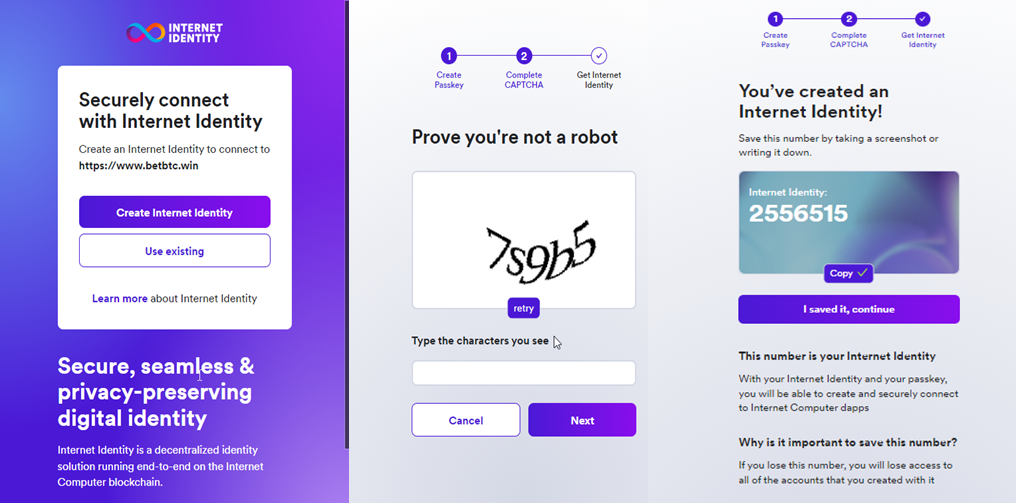 INTERNET
IDENTITY
Securely connect
with Internet Identity
Create an Internet Identity to connect to
https://www.betbtc.win
Create Internet Identity
Use existing
Learn more about Internet Identity
Secure, seamless &
privacy-preserving
digital identity
Internet Identity is a decentralized identity
solution running end-to-end on the Internet
Computer blockchain.
1
2
Create
Passkey
Complete
CAPTCHA
Get Internet
Identity
Prove you're not a robot
7s9b5
retry
Type the characters you see
Cancel
Next
1
2
Create
Passkey
Complete
CAPTCHA
Get Internet
Identity
You've created an
Internet Identity!
Save this number by taking a screenshot or
writing it down.
Internet Identity:
2556515
Copy
I saved it, continue
This number is your Internet Identity
With your Internet Identity and your passkey,
you will be able to create and securely connect
to Internet Computer dapps
Why is it important to save this number?
If you lose this number, you will lose access to
all of the accounts that you created with it